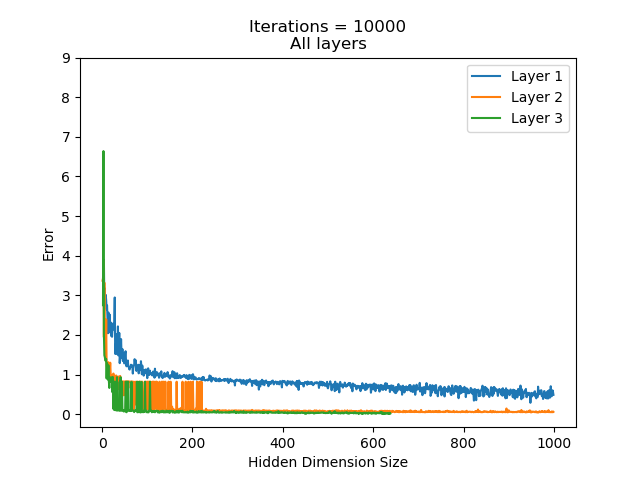 Iterations = 10000
All layers
9
8
7
6
5
4
3
2
1
0
Error
Layer 1
Layer 2
Layer 3
0 200 400 600 800 1000
Hidden Dimension Size